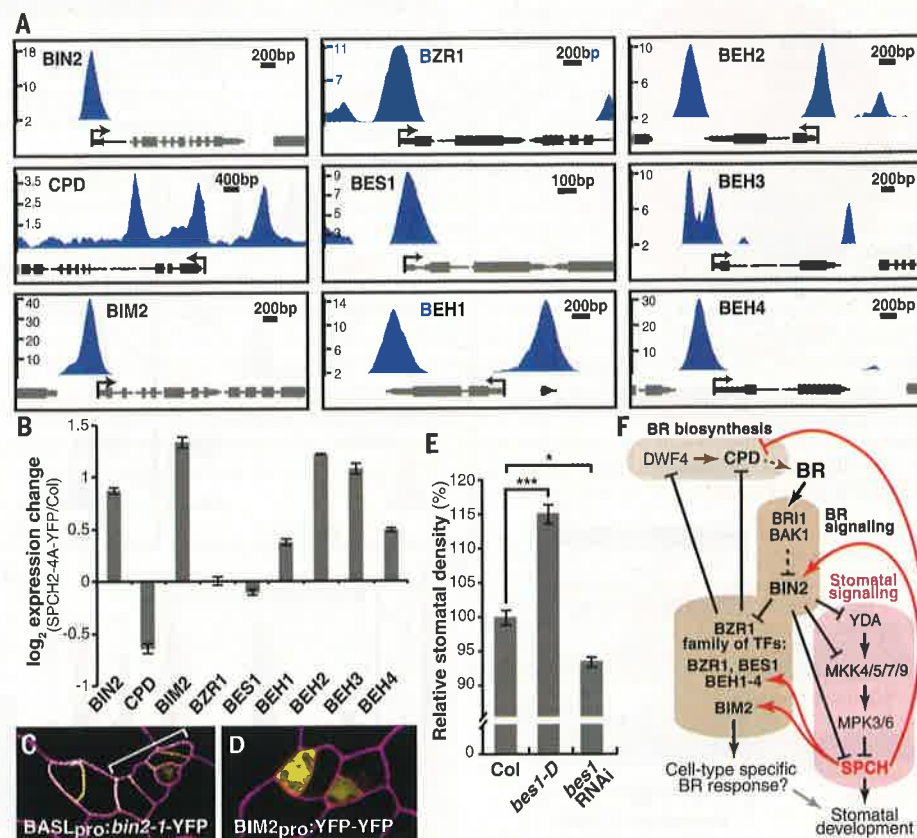 A
BIN2
200bp
18
10
2
BZR1
200bp
11
7
2
BEH2
200bp
10
6
2
CPD
400bp
3.5
2.5
1.5
BES1
100bp
9
7
5
3
BEH3
200bp
10
6
2
BIM2
200bp
40
30
20
10
BEH1
200bp
14
10
6
2
BEH4
200bp
30
20
10
B
log2 expression change
(SPCH2-4A-YFP/Col)
1.5
1
0.5
0
-0.5
-1
BIN2
CPD
BIM2
BZR1
BES1
BEH1
BEH2
BEH3
BEH4
C
BASLpro:bin2-1-YFP
D
BIM2pro:YFP-YFP
E
Relative stomatal density (%)
120
115
110
105
100
95
90
0
*
***
Col
bes1-D
bes1
RNAi
F
BR biosynthesis
DWF4
CPD
BR
BRI1
BAK1
BR
signaling
BIN2
Stomatal
signaling
YDA
BZR1
family of TFs:
BZR1, BES1
BEH1-4
BIM2
MKK4/5/7/9
MPK3/6
SPCH
Cell-type specific
BR response?
Stomatal
development